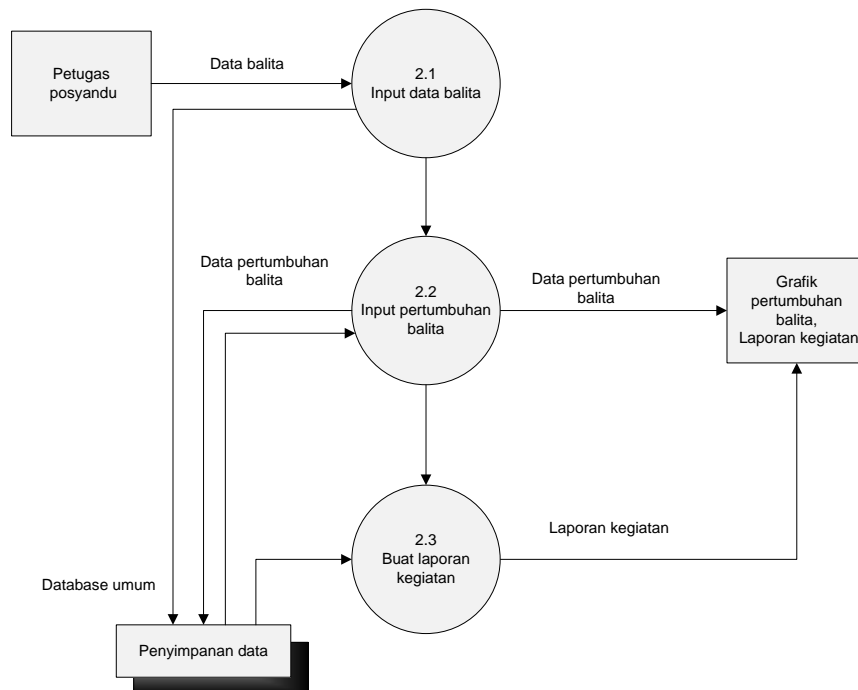 Petugas
posyandu
Data balita
2.1
Input data balita
Data pertumbuhan
balita
2.2
Input pertumbuhan
balita
Data pertumbuhan
balita
Grafik
pertumbuhan
balita,
Laporan kegiatan
2.3
Buat laporan
kegiatan
Laporan kegiatan
Database umum
Penyimpanan data